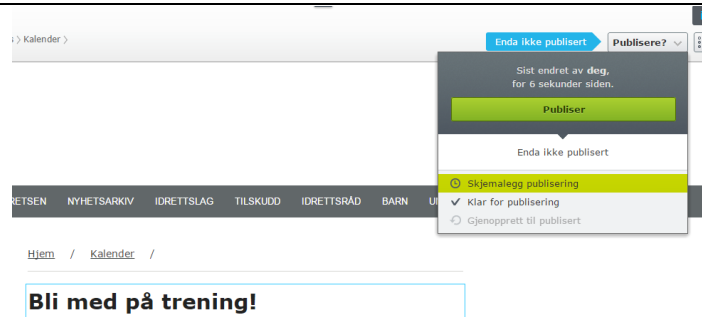 Kalender
Enda ikke publisert
Publisere?
Sist endret av deg,
for 6 sekunder siden.
Publiser
Enda ikke publisert
Skjemalegg publisering
Klar for publisering
Gjenopprett til publisert
NYHETSARKIV IDRETTSLAG TILSKUDD IDRETTSRÅD BARN
Hjem / Kalender /
Bli med på trening!